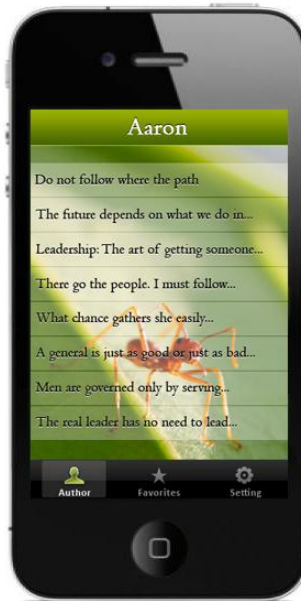 Aaron
Do not follow where the path
The future depends on what we do in...
Leadership: The art of getting someone...
There go the people. I must follow...
What chance gathers she easily...
A general is just as good or just as bad...
Men are governed only by serving...
The real leader has no need to lead...
Author Favorites Setting